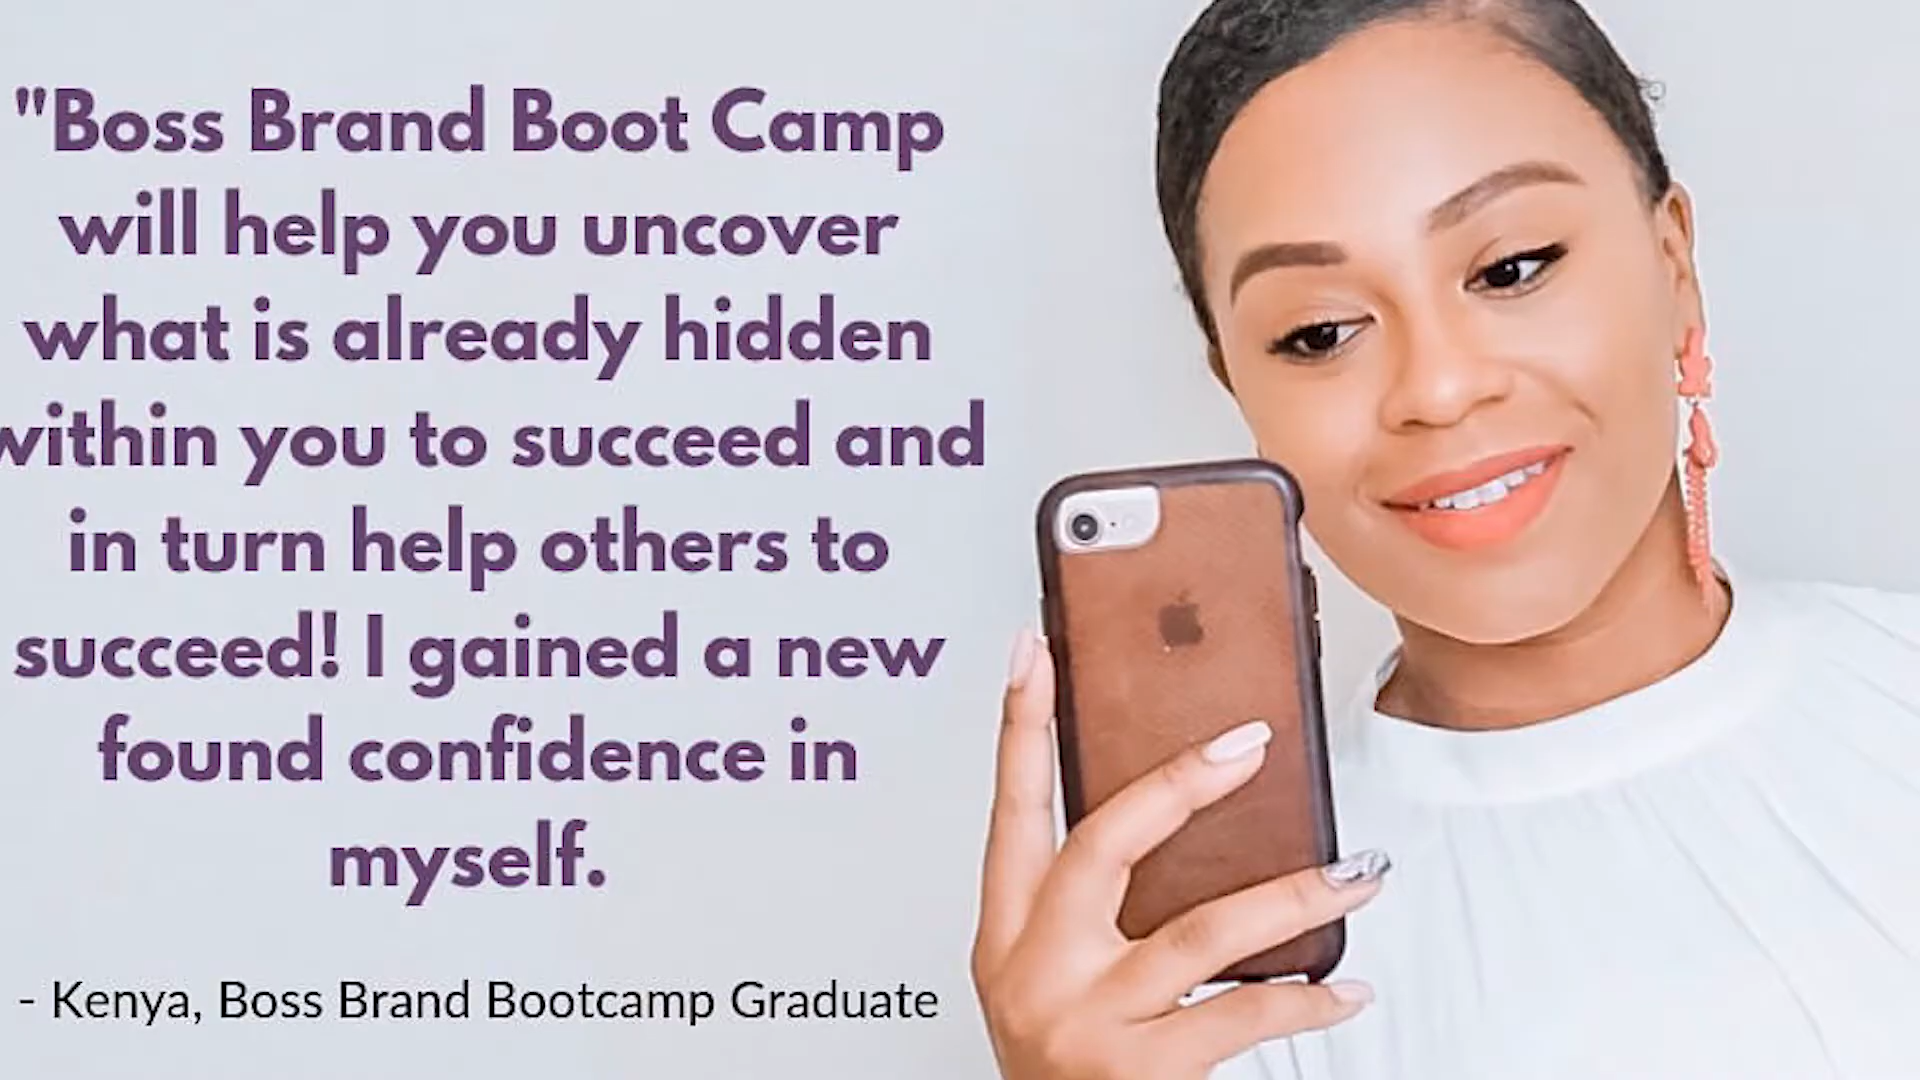 "Boss Brand Boot Camp
will help you uncover
what is already hidden
within you to succeed and
in turn help others to
succeed! I gained a new
found confidence in
myself.
- Kenya, Boss Brand Bootcamp Graduate